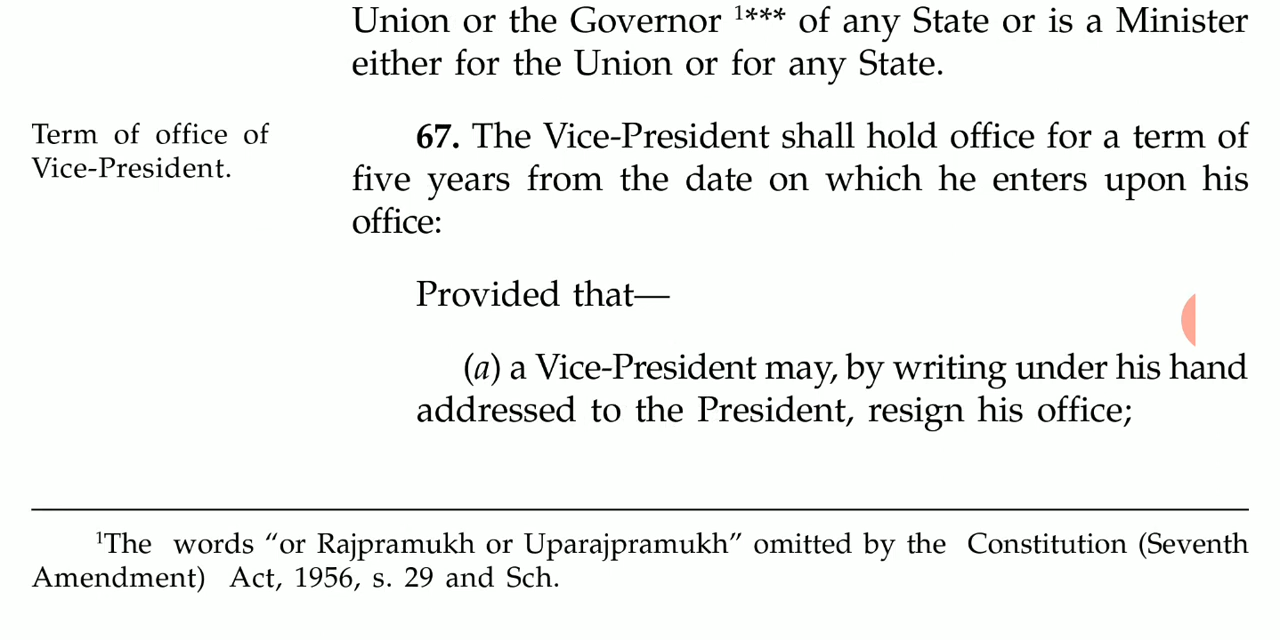 Union or the Governor ¹*** of any State or is a Minister
either for the Union or for any State.
Term of office of
Vice-President.
67. The Vice-President shall hold office for a term of
five years from the date on which he enters upon his
office:
Provided that—
(a) a Vice-President may, by writing under his hand
addressed to the President, resign his office;
¹The words “or Rajpramukh or Uparajpramukh” omitted by the Constitution (Seventh
Amendment) Act, 1956, s. 29 and Sch.